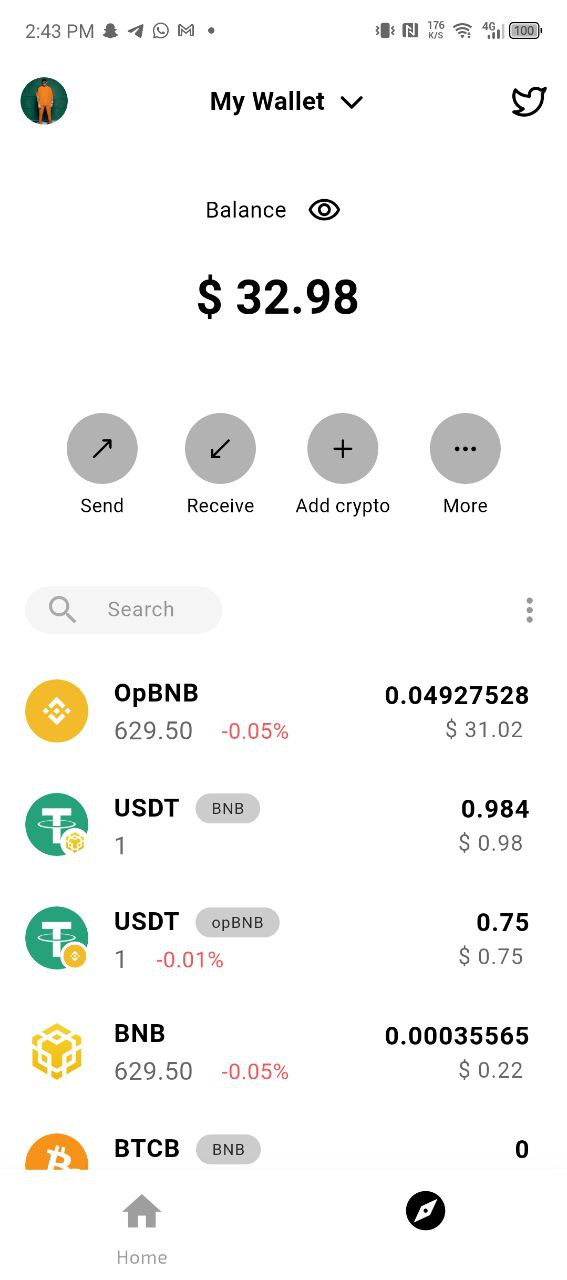 2:43 PM 176 K/S 4G 100
My Wallet
Balance
$ 32.98
Send Receive Add crypto More
Search
OpBNB 0.04927528
629.50 -0.05% $ 31.02
USDT BNB 0.984
1 $ 0.98
USDT opBNB 0.75
1 -0.01% $ 0.75
BNB 0.00035565
629.50 -0.05% $ 0.22
BTCB BNB 0
Home